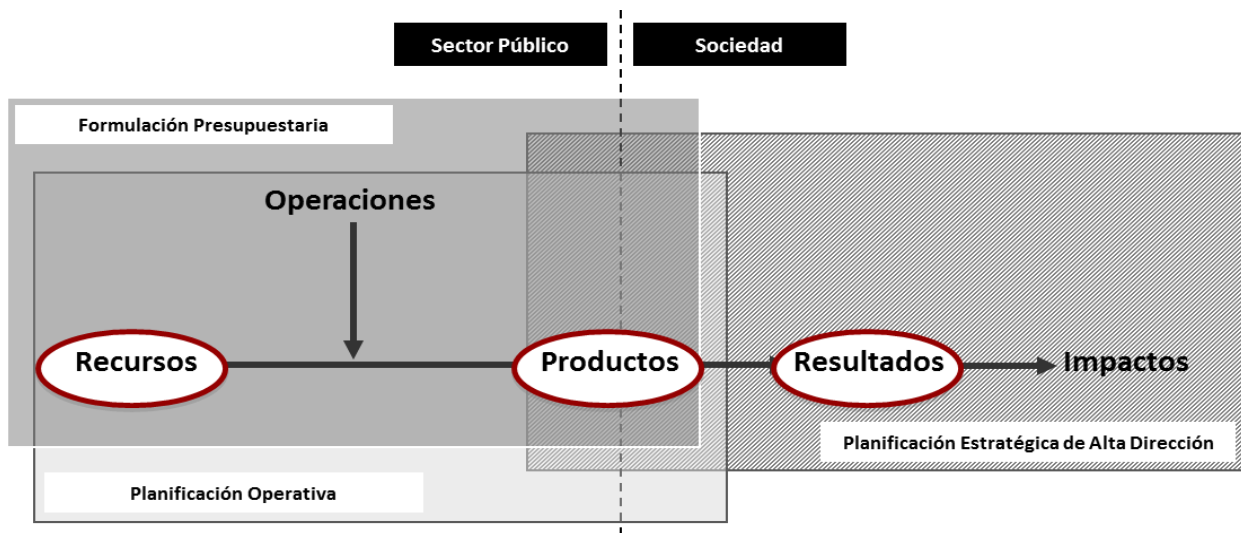 Sector Público
Sociedad
Formulación Presupuestaria
Operaciones
Recursos
Productos
Resultados
Impactos
Planificación Estratégica de Alta Dirección
Planificación Operativa